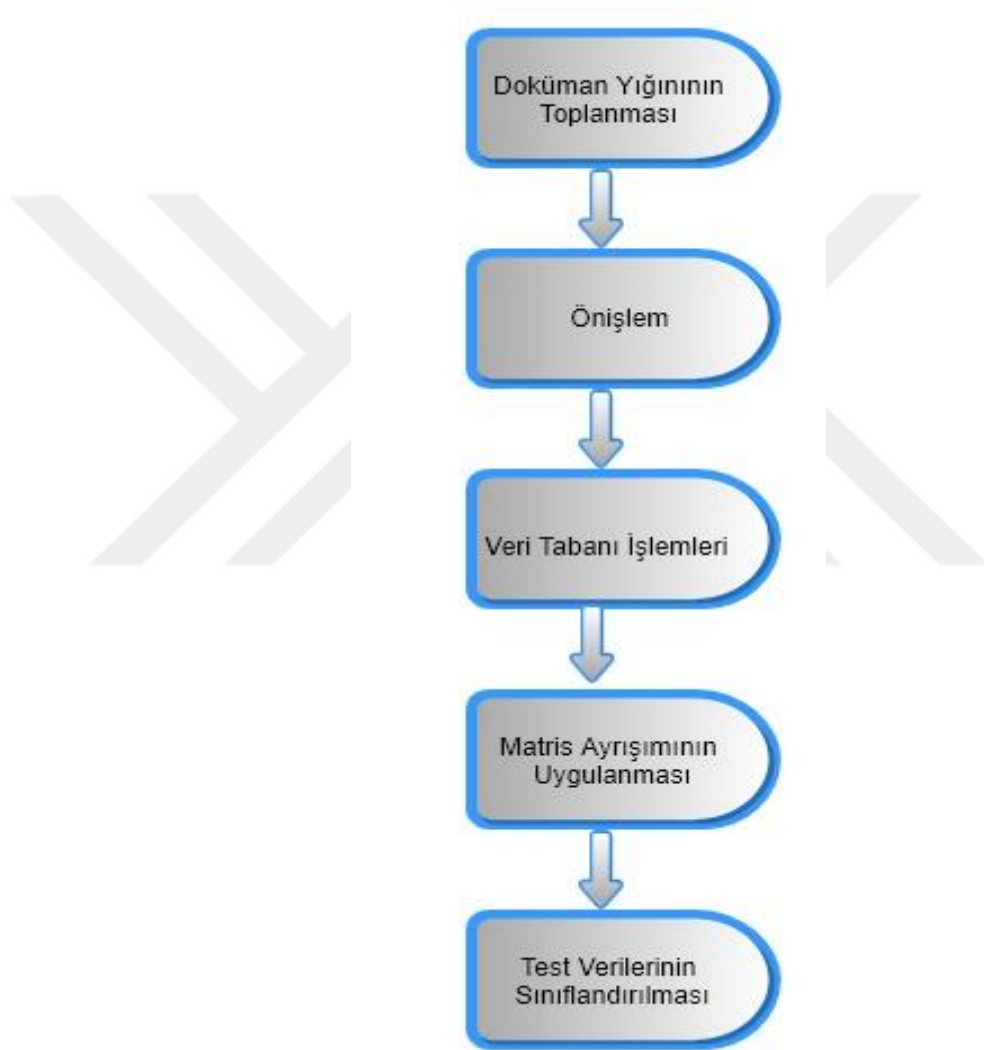 Doküman Yığınının
Toplanması
Önişlem
Veri Tabanı İşlemleri
Matris Ayrışımının
Uygulanması
Test Verilerinin
Sınıflandırılması